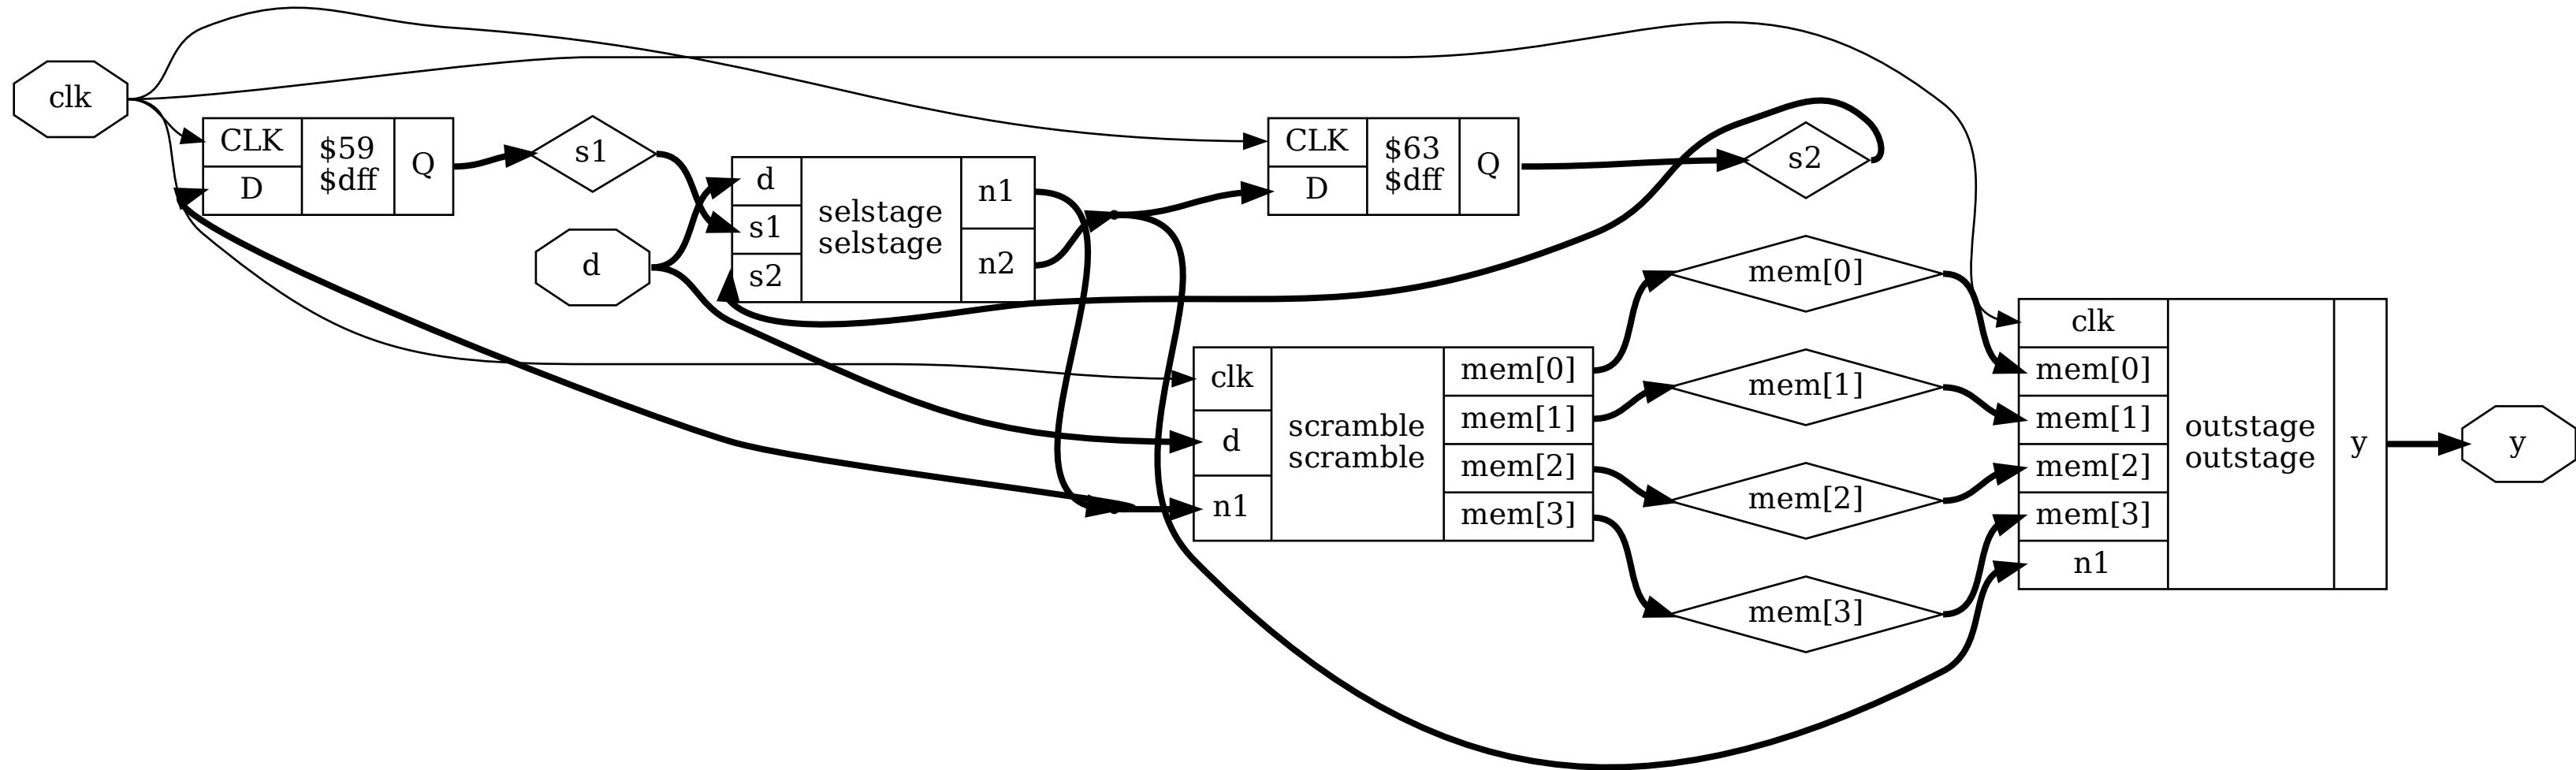 clk
CLK
D
$59
$dff
Q
s1
d
d
s1
s2
selstage
selstage
n1
n2
CLK
D
$63
$dff
Q
s2
clk
d
n1
scramble
scramble
mem[0]
mem[1]
mem[2]
mem[3]
mem[0]
mem[1]
mem[2]
mem[3]
clk
mem[0]
mem[1]
mem[2]
mem[3]
n1
outstage
outstage
y
y